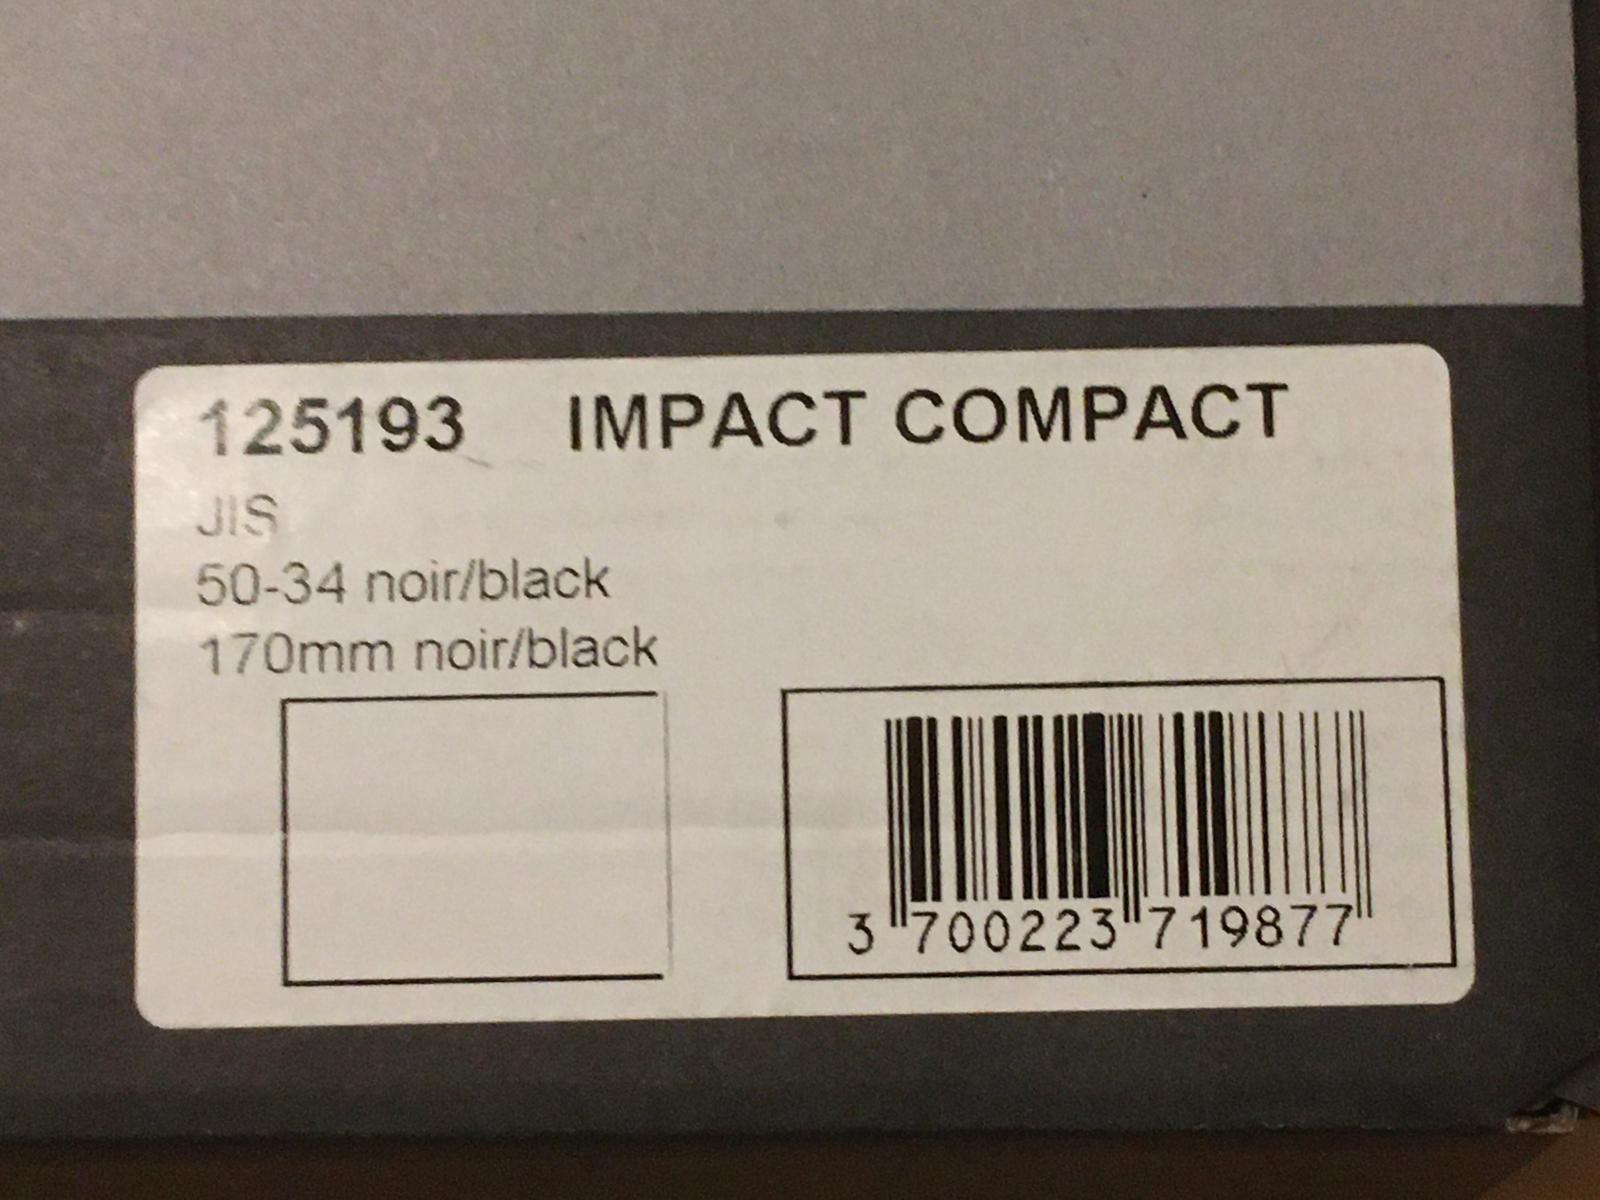 125193 IMPACT COMPACT
JIS
50-34 noir/black
170mm noir/black
3 700223 719877